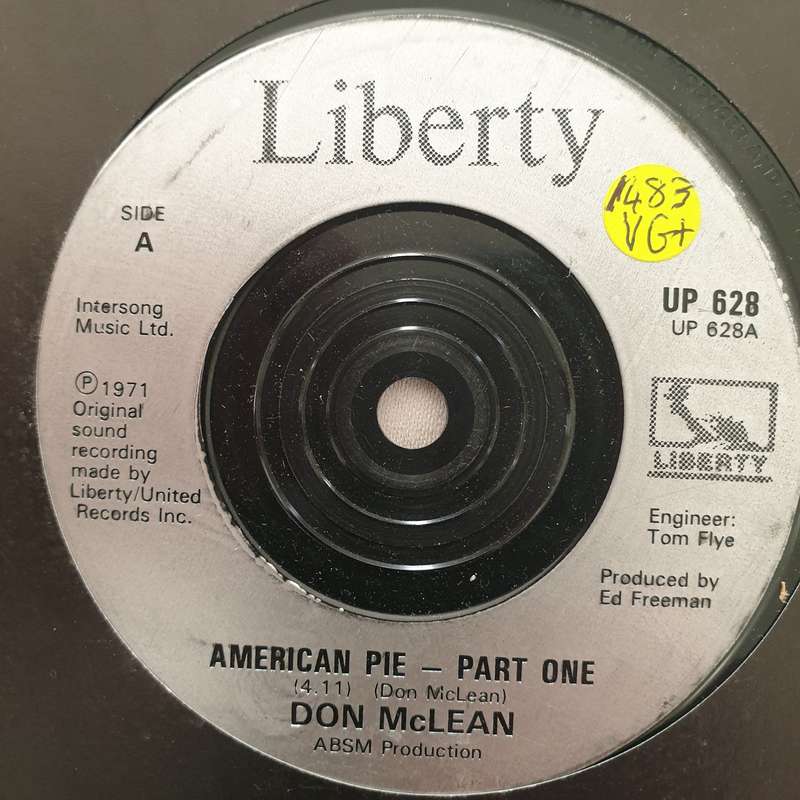 Liberty
1483
VG+
SIDE
A
Intersong
Music Ltd.
Ⓟ1971
Original
sound
recording
made by
Liberty/United
Records Inc.
UP 628
UP 628A
LIBERTY
Engineer:
Tom Flye
Produced by
Ed Freeman
AMERICAN PIE – PART ONE
(4.11) (Don McLean)
DON McLEAN
ABSM Production